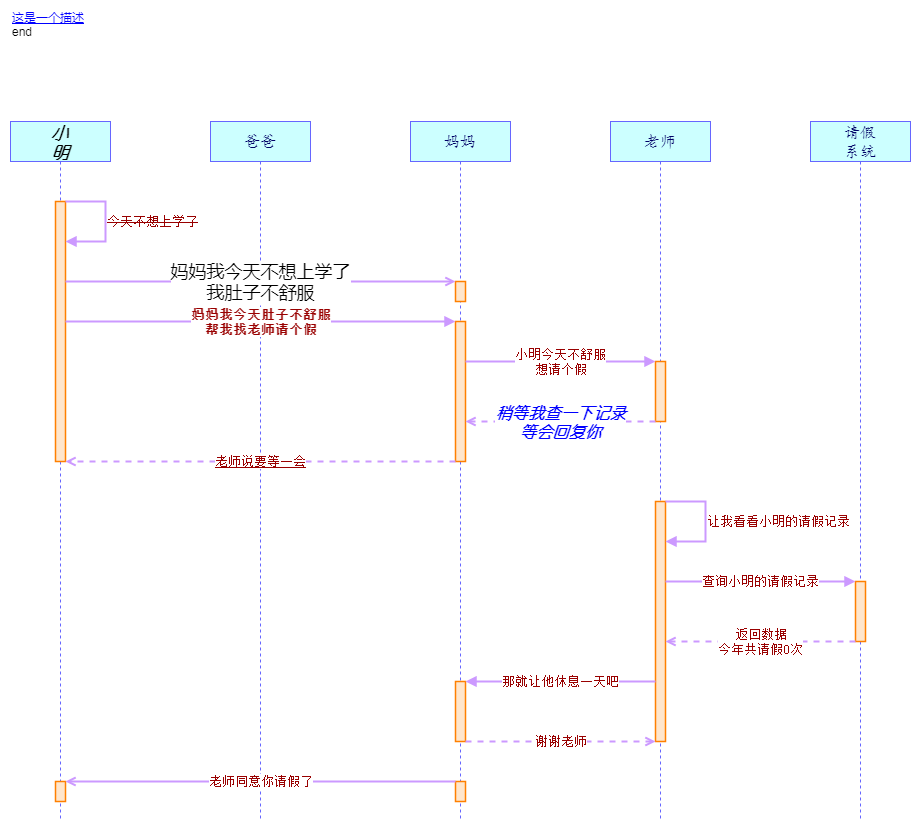 这是一个描述
end
小
明
爸爸
妈妈
老师
请假
系统
今天不想上学了
妈妈我今天不想上学了
我肚子不舒服
妈妈我今天肚子不舒服
帮我找老师请个假
小明今天不舒服
想请个假
稍等我查一下记录
等会回复你
老师说要等一会
让我看看小明的请假记录
查询小明的请假记录
返回数据
今年共请假0次
那就让他休息一天吧
谢谢老师
老师同意你请假了